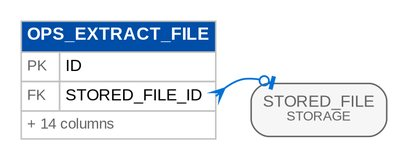 OPS_EXTRACT_FILE
PK ID
FK STORED_FILE_ID
+ 14 columns
STORED_FILE
STORAGE